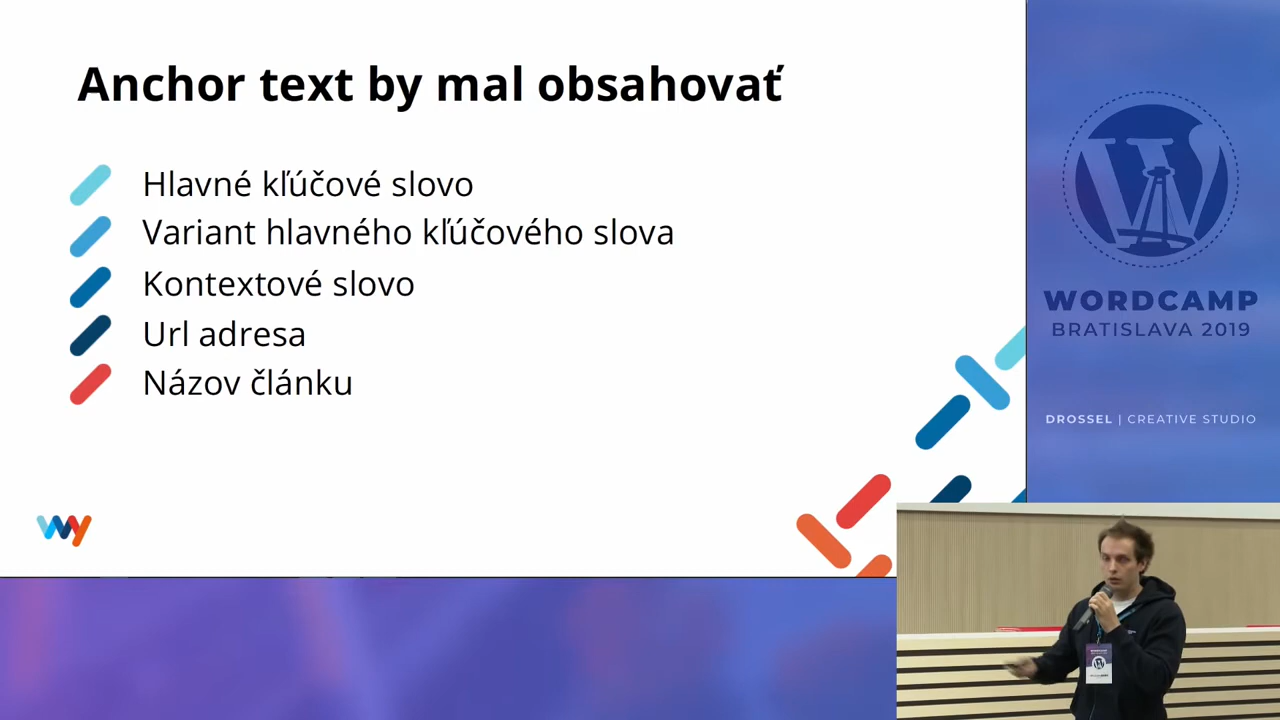 Anchor text by mal obsahovať
Hlavné kľúčové slovo
Variant hlavného kľúčového slova
Kontextové slovo
Url adresa
Názov článku
wy
WORDCAMP
BRATISLAVA 2019
DROSSEL | CREATIVE STUDIO